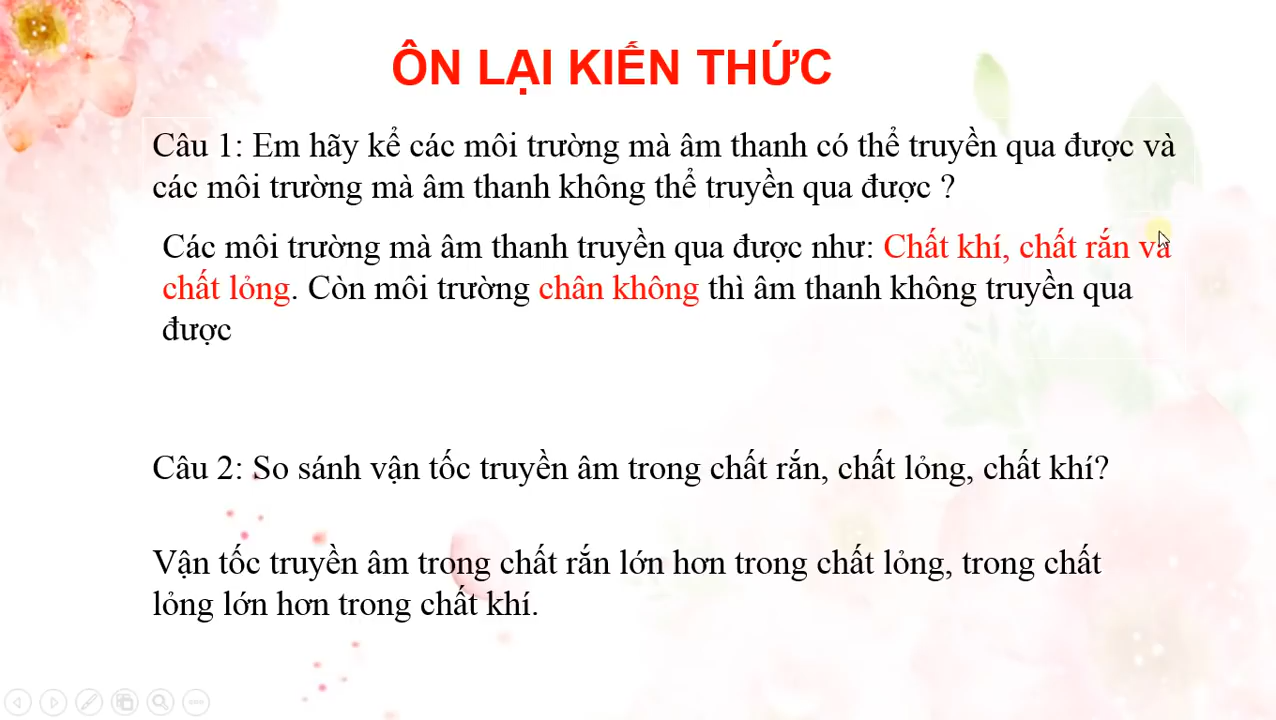 ÔN LẠI KIẾN THỨC
Câu 1: Em hãy kể các môi trường mà âm thanh có thể truyền qua được và
các môi trường mà âm thanh không thể truyền qua được ?
Các môi trường mà âm thanh truyền qua được như: Chất khí, chất rắn và
chất lỏng. Còn môi trường chân không thì âm thanh không truyền qua
được
Câu 2: So sánh vận tốc truyền âm trong chất rắn, chất lỏng, chất khí?
Vận tốc truyền âm trong chất rắn lớn hơn trong chất lỏng, trong chất
lỏng lớn hơn trong chất khí.